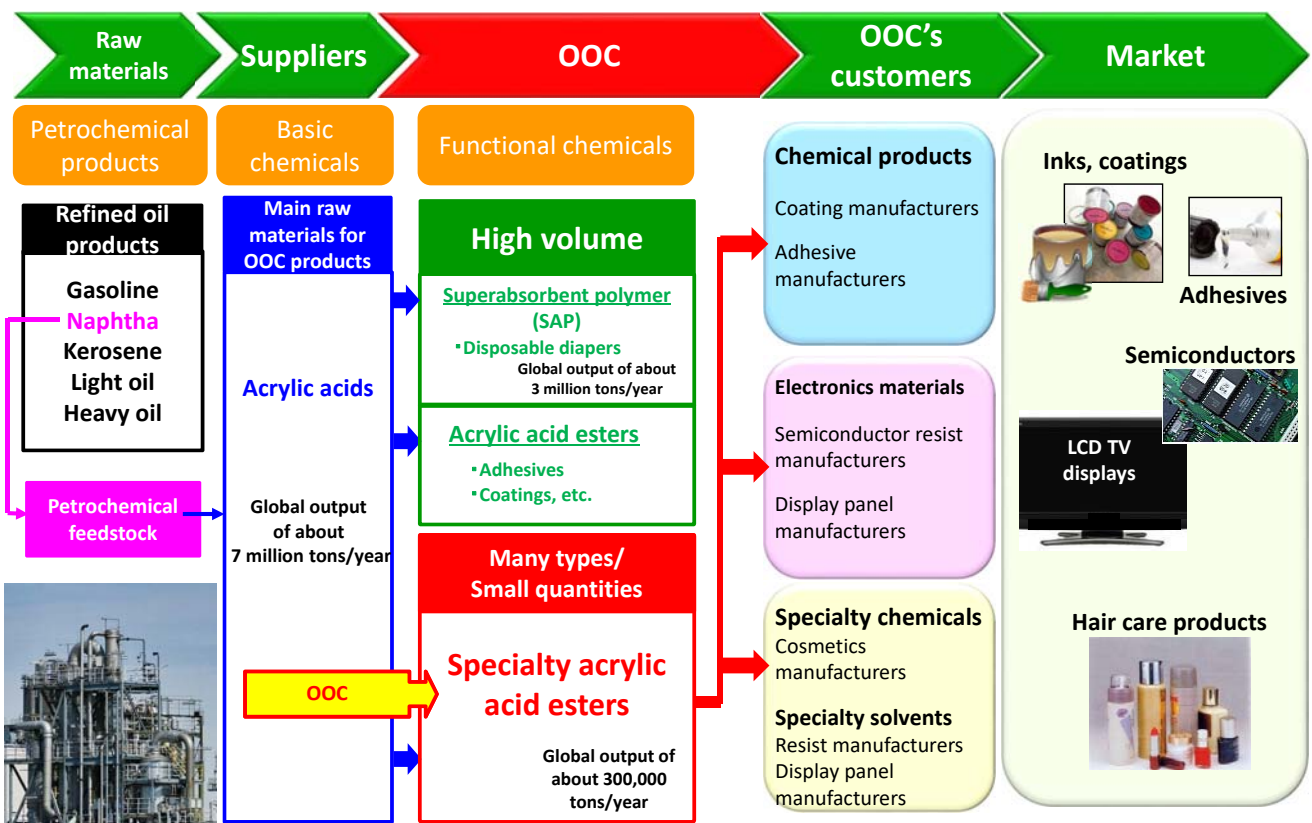 Raw
materials
Suppliers
OOC
OOC's
customers
Market
Petrochemical
products
Basic
chemicals
Functional chemicals
Refined oil
products
Gasoline
Naphtha
Kerosene
Light oil
Heavy oil
Petrochemical
feedstock
Main raw
materials for
OOC products
Acrylic acids
Global output
of about
7 million tons/year
OOC
High volume
Superabsorbent polymer
(SAP)
・Disposable diapers
Global output of about
3 million tons/year
Acrylic acid esters
・Adhesives
・Coatings, etc.
Many types/
Small quantities
Specialty acrylic
acid esters
Global output of
about 300,000
tons/year
Chemical products
Coating manufacturers
Adhesive
manufacturers
Electronics materials
Semiconductor resist
manufacturers
Display panel
manufacturers
Specialty chemicals
Cosmetics
manufacturers
Specialty solvents
Resist manufacturers
Display panel
manufacturers
Inks, coatings
Adhesives
Semiconductors
LCD TV
displays
Hair care products